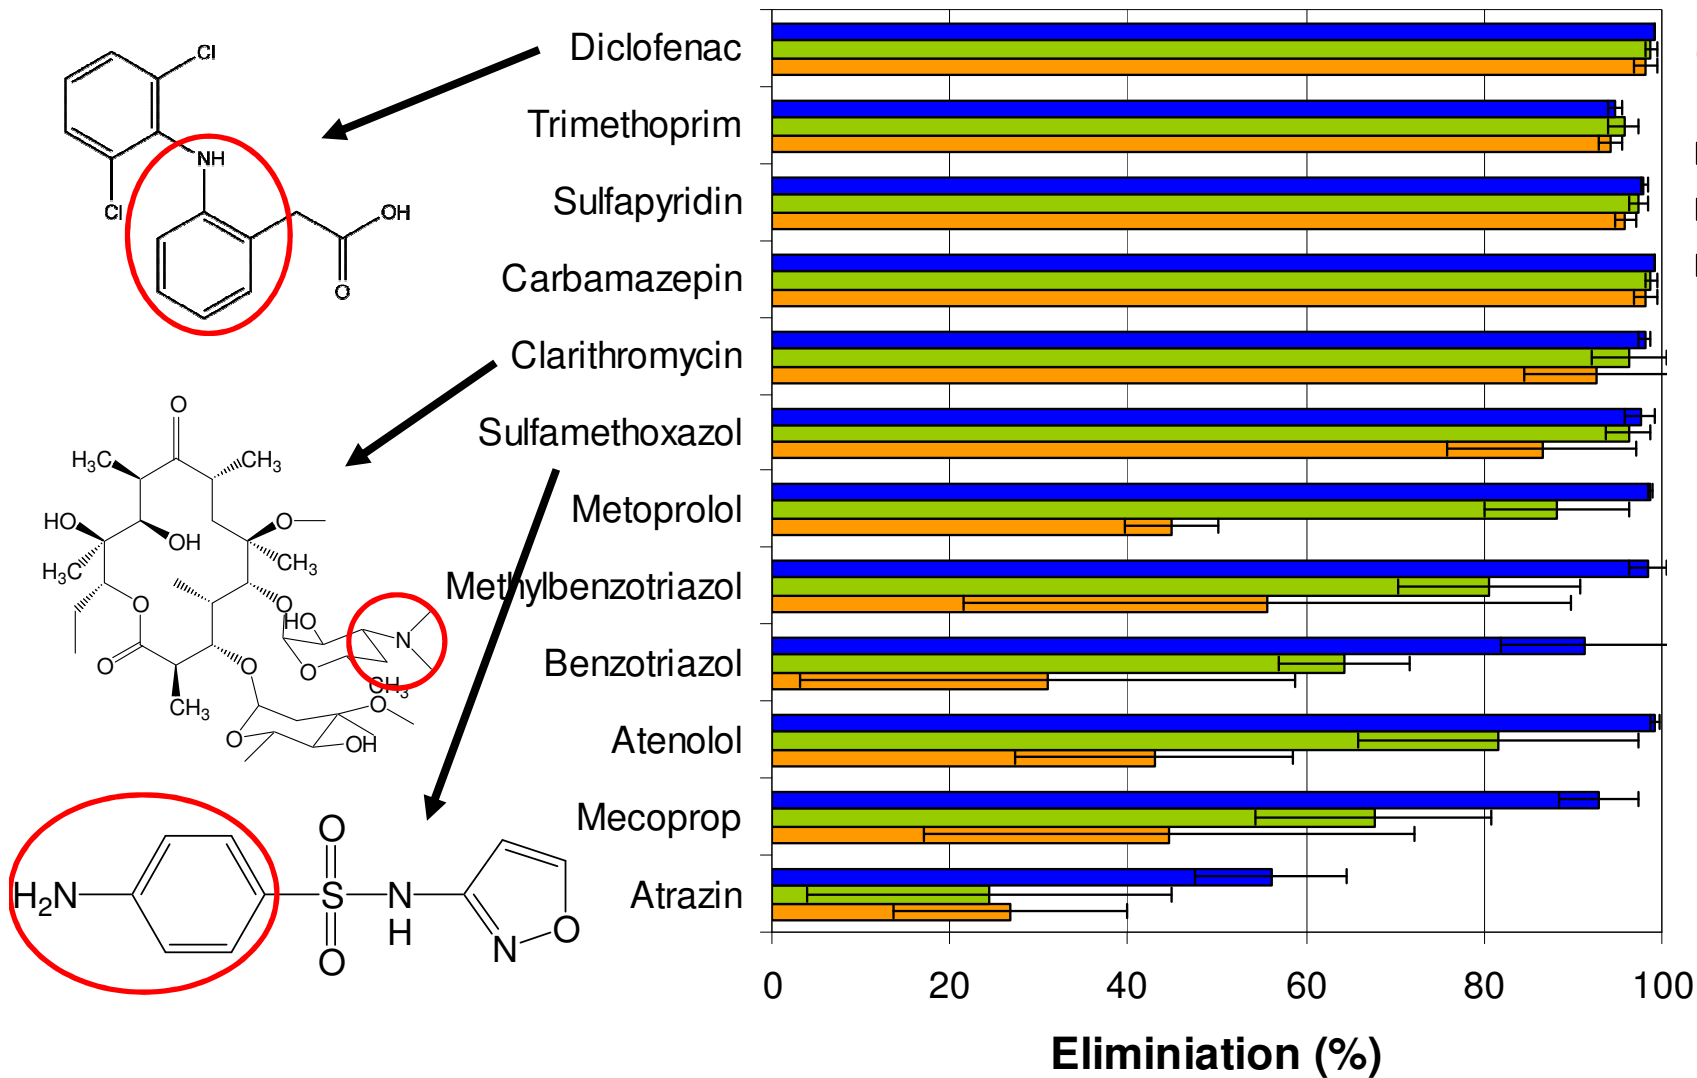 Diclofenac
Trimethoprim
Sulfapyridin
Carbamazepin
Clarithromycin
Sulfamethoxazol
Metoprolol
Methylbenzotriazol
Benzotriazol
Atenolol
Mecoprop
Atrazin
0 20 40 60 80 100
Eliminiation (%)
Cl
NH
Cl
OH
O
O
H₃C
CH₃
HO
O
OH
H₃C
CH₃
O
O
HO
N
O
O
O
CH₃
CH₃
O
O
OH
O
H₂N
S
N
H
O
N
O